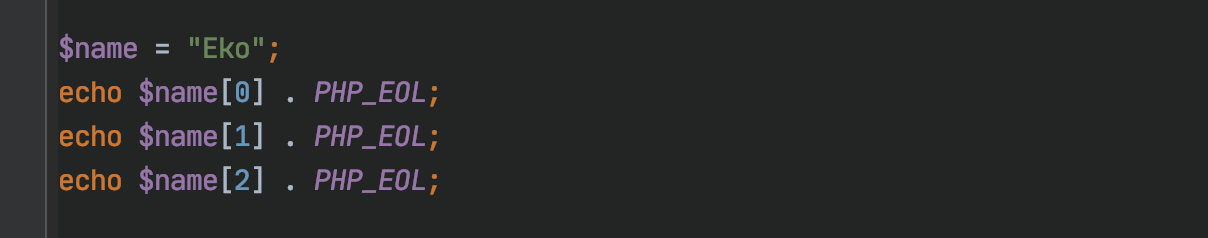 $name = "Eko";
echo $name[0] . PHP_EOL;
echo $name[1] . PHP_EOL;
echo $name[2] . PHP_EOL;